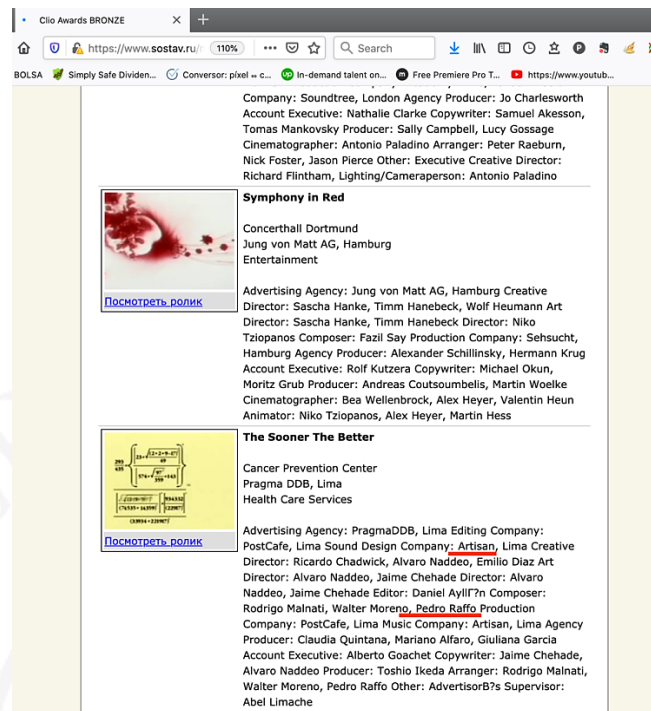 Clio Awards BRONZE
https://www.sostav.ru/
110%
Search
BOLSA
Simply Safe Dividen...
Conversor: píxel ↔ c...
In-demand talent on...
Free Premiere Pro T...
https://www.youtub...
Company: Soundtree, London Agency Producer: Jo Charlesworth
Account Executive: Nathalie Clarke Copywriter: Samuel Akesson,
Tomas Mankovsky Producer: Sally Campbell, Lucy Gossage
Cinematographer: Antonio Paladino Arranger: Peter Raeburn,
Nick Foster, Jason Pierce Other: Executive Creative Director:
Richard Flintham, Lighting/Cameraperson: Antonio Paladino
Symphony in Red
Concerthall Dortmund
Jung von Matt AG, Hamburg
Entertainment
Посмотреть ролик
Advertising Agency: Jung von Matt AG, Hamburg Creative
Director: Sascha Hanke, Timm Hanebeck, Wolf Heumann Art
Director: Sascha Hanke, Timm Hanebeck Director: Niko
Tziopanos Composer: Fazil Say Production Company: Sehsucht,
Hamburg Agency Producer: Alexander Schillinsky, Hermann Krug
Account Executive: Rolf Kutzera Copywriter: Michael Okun,
Moritz Grub Producer: Andreas Coutsoumbelis, Martin Woelke
Cinematographer: Bea Wellenbrock, Alex Heyer, Valentin Heun
Animator: Niko Tziopanos, Alex Heyer, Martin Hess
The Sooner The Better
Cancer Prevention Center
Pragma DDB, Lima
Health Care Services
Посмотреть ролик
Advertising Agency: PragmaDDB, Lima Editing Company:
PostCafe, Lima Sound Design Company: Artisan, Lima Creative
Director: Ricardo Chadwick, Alvaro Naddeo, Emilio Diaz Art
Director: Alvaro Naddeo, Jaime Chehade Director: Alvaro
Naddeo, Jaime Chehade Editor: Daniel AyllГ?n Composer:
Rodrigo Malnati, Walter Moreno, Pedro Raffo Production
Company: PostCafe, Lima Music Company: Artisan, Lima Agency
Producer: Claudia Quintana, Mariano Alfaro, Giuliana Garcia
Account Executive: Alberto Goachet Copywriter: Jaime Chehade,
Alvaro Naddeo Producer: Toshio Ikeda Arranger: Rodrigo Malnati,
Walter Moreno, Pedro Raffo Other: AdvertisorВ?s Supervisor:
Abel Limache